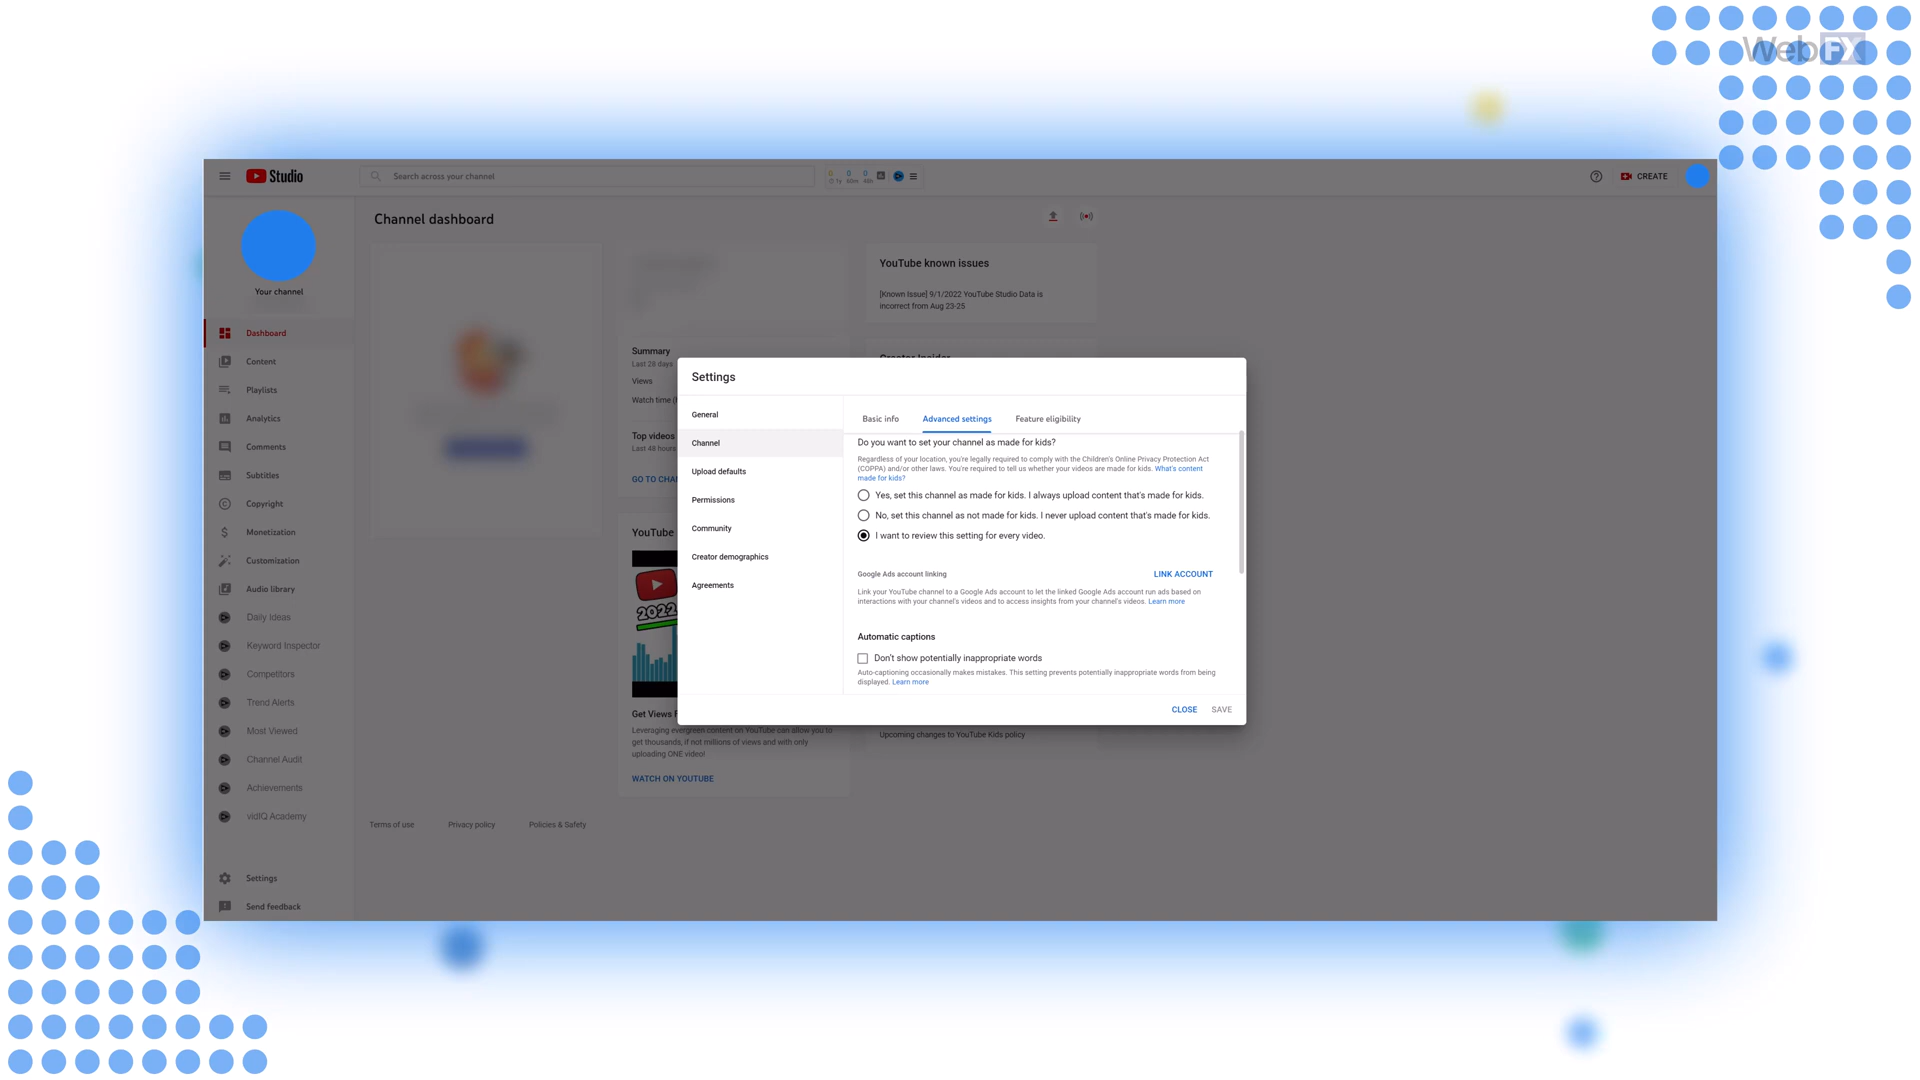 WebFX
Studio
Search across your channel
CREATE
Your channel
Dashboard
Content
Playlists
Analytics
Comments
Subtitles
Copyright
Monetization
Customization
Audio library
Daily Ideas
Keyword Inspector
Competitors
Trend Alerts
Most Viewed
Channel Audit
Achievements
vidIQ Academy
Settings
Send feedback
Channel dashboard
YouTube known issues
[Known Issue] 9/1/2022 YouTube Studio Data is
incorrect from Aug 23-25
Summary
Last 28 days
Views
Watch time
Top videos
Last 48 hours
GO TO
YouTube
2022
Get Views
Leveraging evergreen content on YouTube can allow you to
get thousands, if not millions of views and with only
uploading ONE video!
WATCH ON YOUTUBE
Upcoming changes to YouTube Kids policy
Terms of use
Privacy policy
Policies & Safety
Settings
General
Channel
Upload defaults
Permissions
Community
Creator demographics
Agreements
Basic info
Advanced settings
Feature eligibility
Do you want to set your channel as made for kids?
Regardless of your location, you're legally required to comply with the Children's Online Privacy Protection Act
(COPPA) and/or other laws. You're required to tell us whether your videos are made for kids. What's content
made for kids?
Yes, set this channel as made for kids. I always upload content that's made for kids.
No, set this channel as not made for kids. I never upload content that's made for kids.
I want to review this setting for every video.
Google Ads account linking
LINK ACCOUNT
Link your YouTube channel to a Google Ads account to let the linked Google Ads account run ads based on
interactions with your channel's videos and to access insights from your channel's videos. Learn more
Automatic captions
Don't show potentially inappropriate words
Auto-captioning occasionally makes mistakes. This setting prevents potentially inappropriate words from being
displayed. Learn more
CLOSE
SAVE